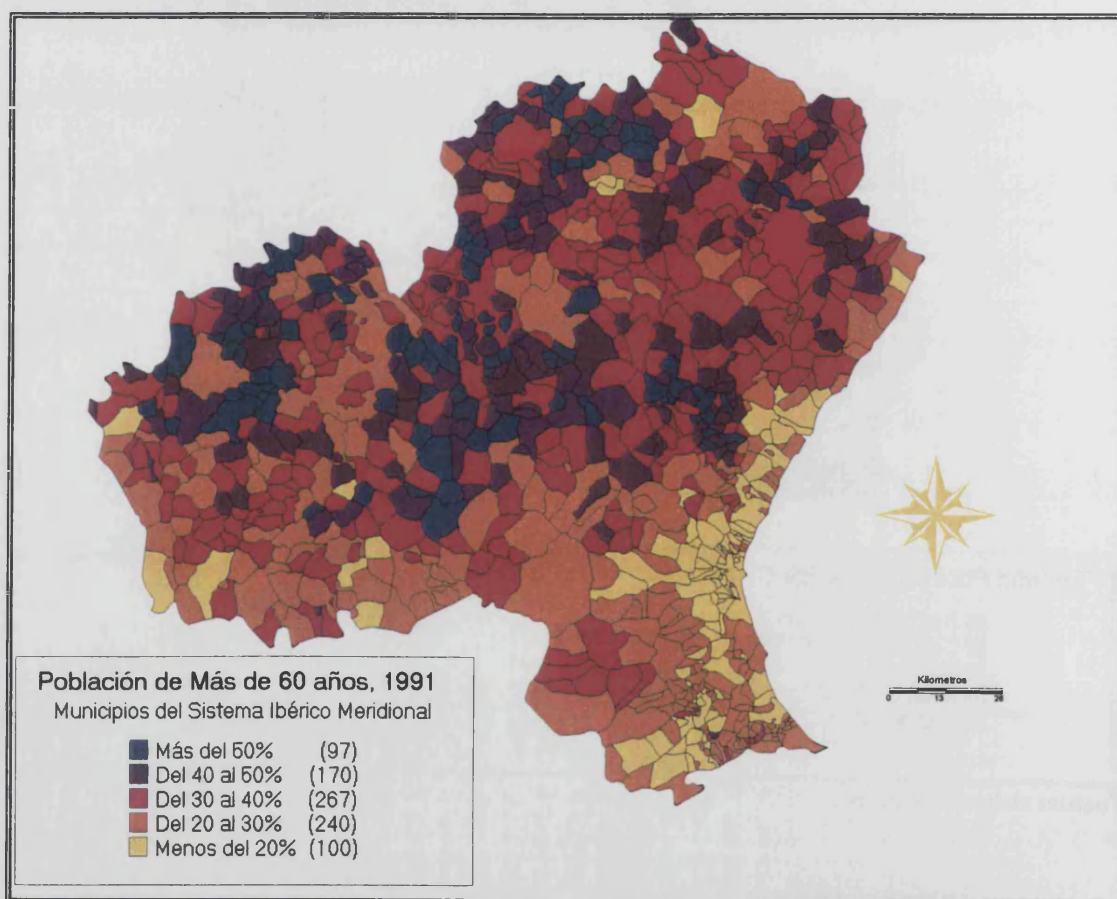 Población de Más de 60 años, 1991
Municipios del Sistema Ibérico Meridional
Más del 50% (97)
Del 40 al 50% (170)
Del 30 al 40% (267)
Del 20 al 30% (240)
Menos del 20% (100)
Kilometros
0 13 26